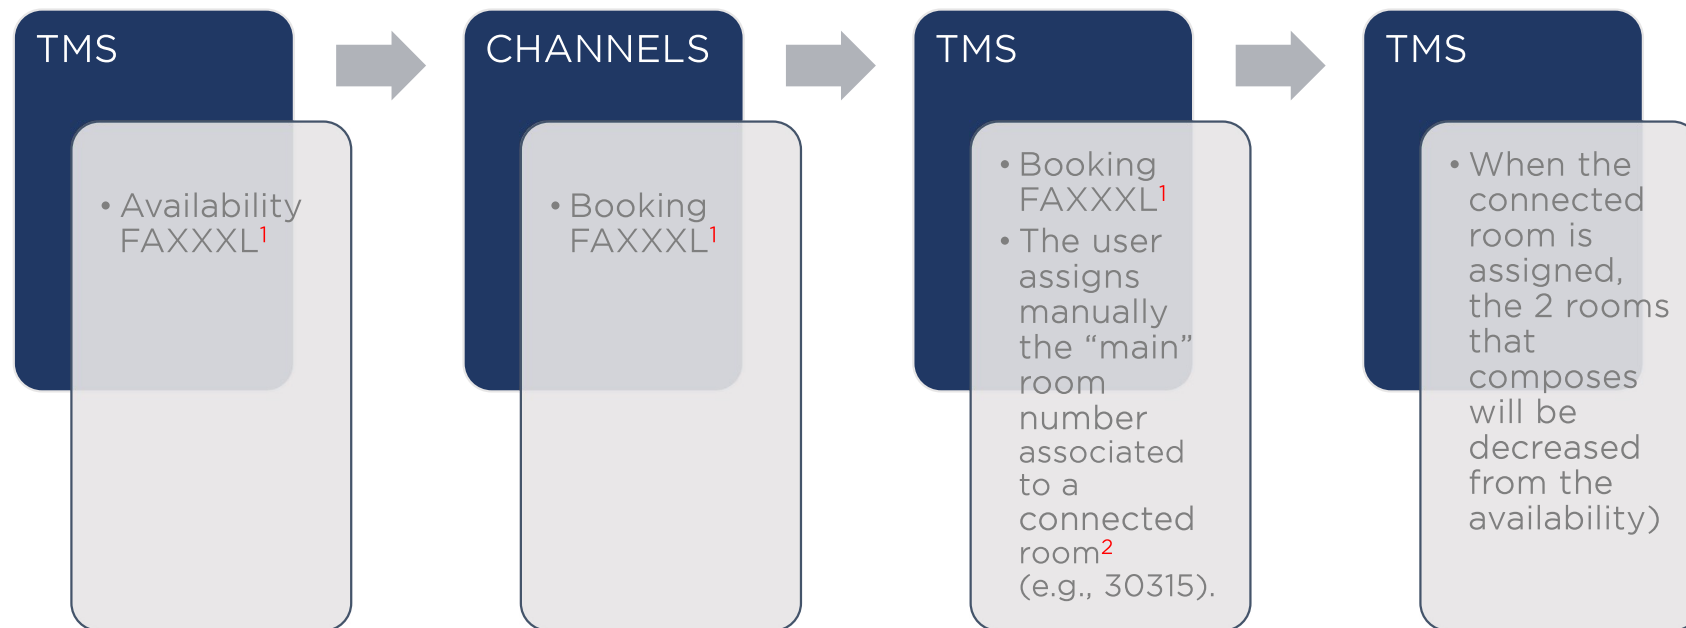 TMS
• Availability
FAXXXL1
CHANNELS
• Booking
FAXXXL1
TMS
• Booking
FAXXXL1
• The user
assigns
manually
the “main”
room
number
associated
to a
connected
room2
(e.g., 30315).
TMS
• When the
connected
room is
assigned,
the 2 rooms
that
composes
will be
decreased
from the
availability)